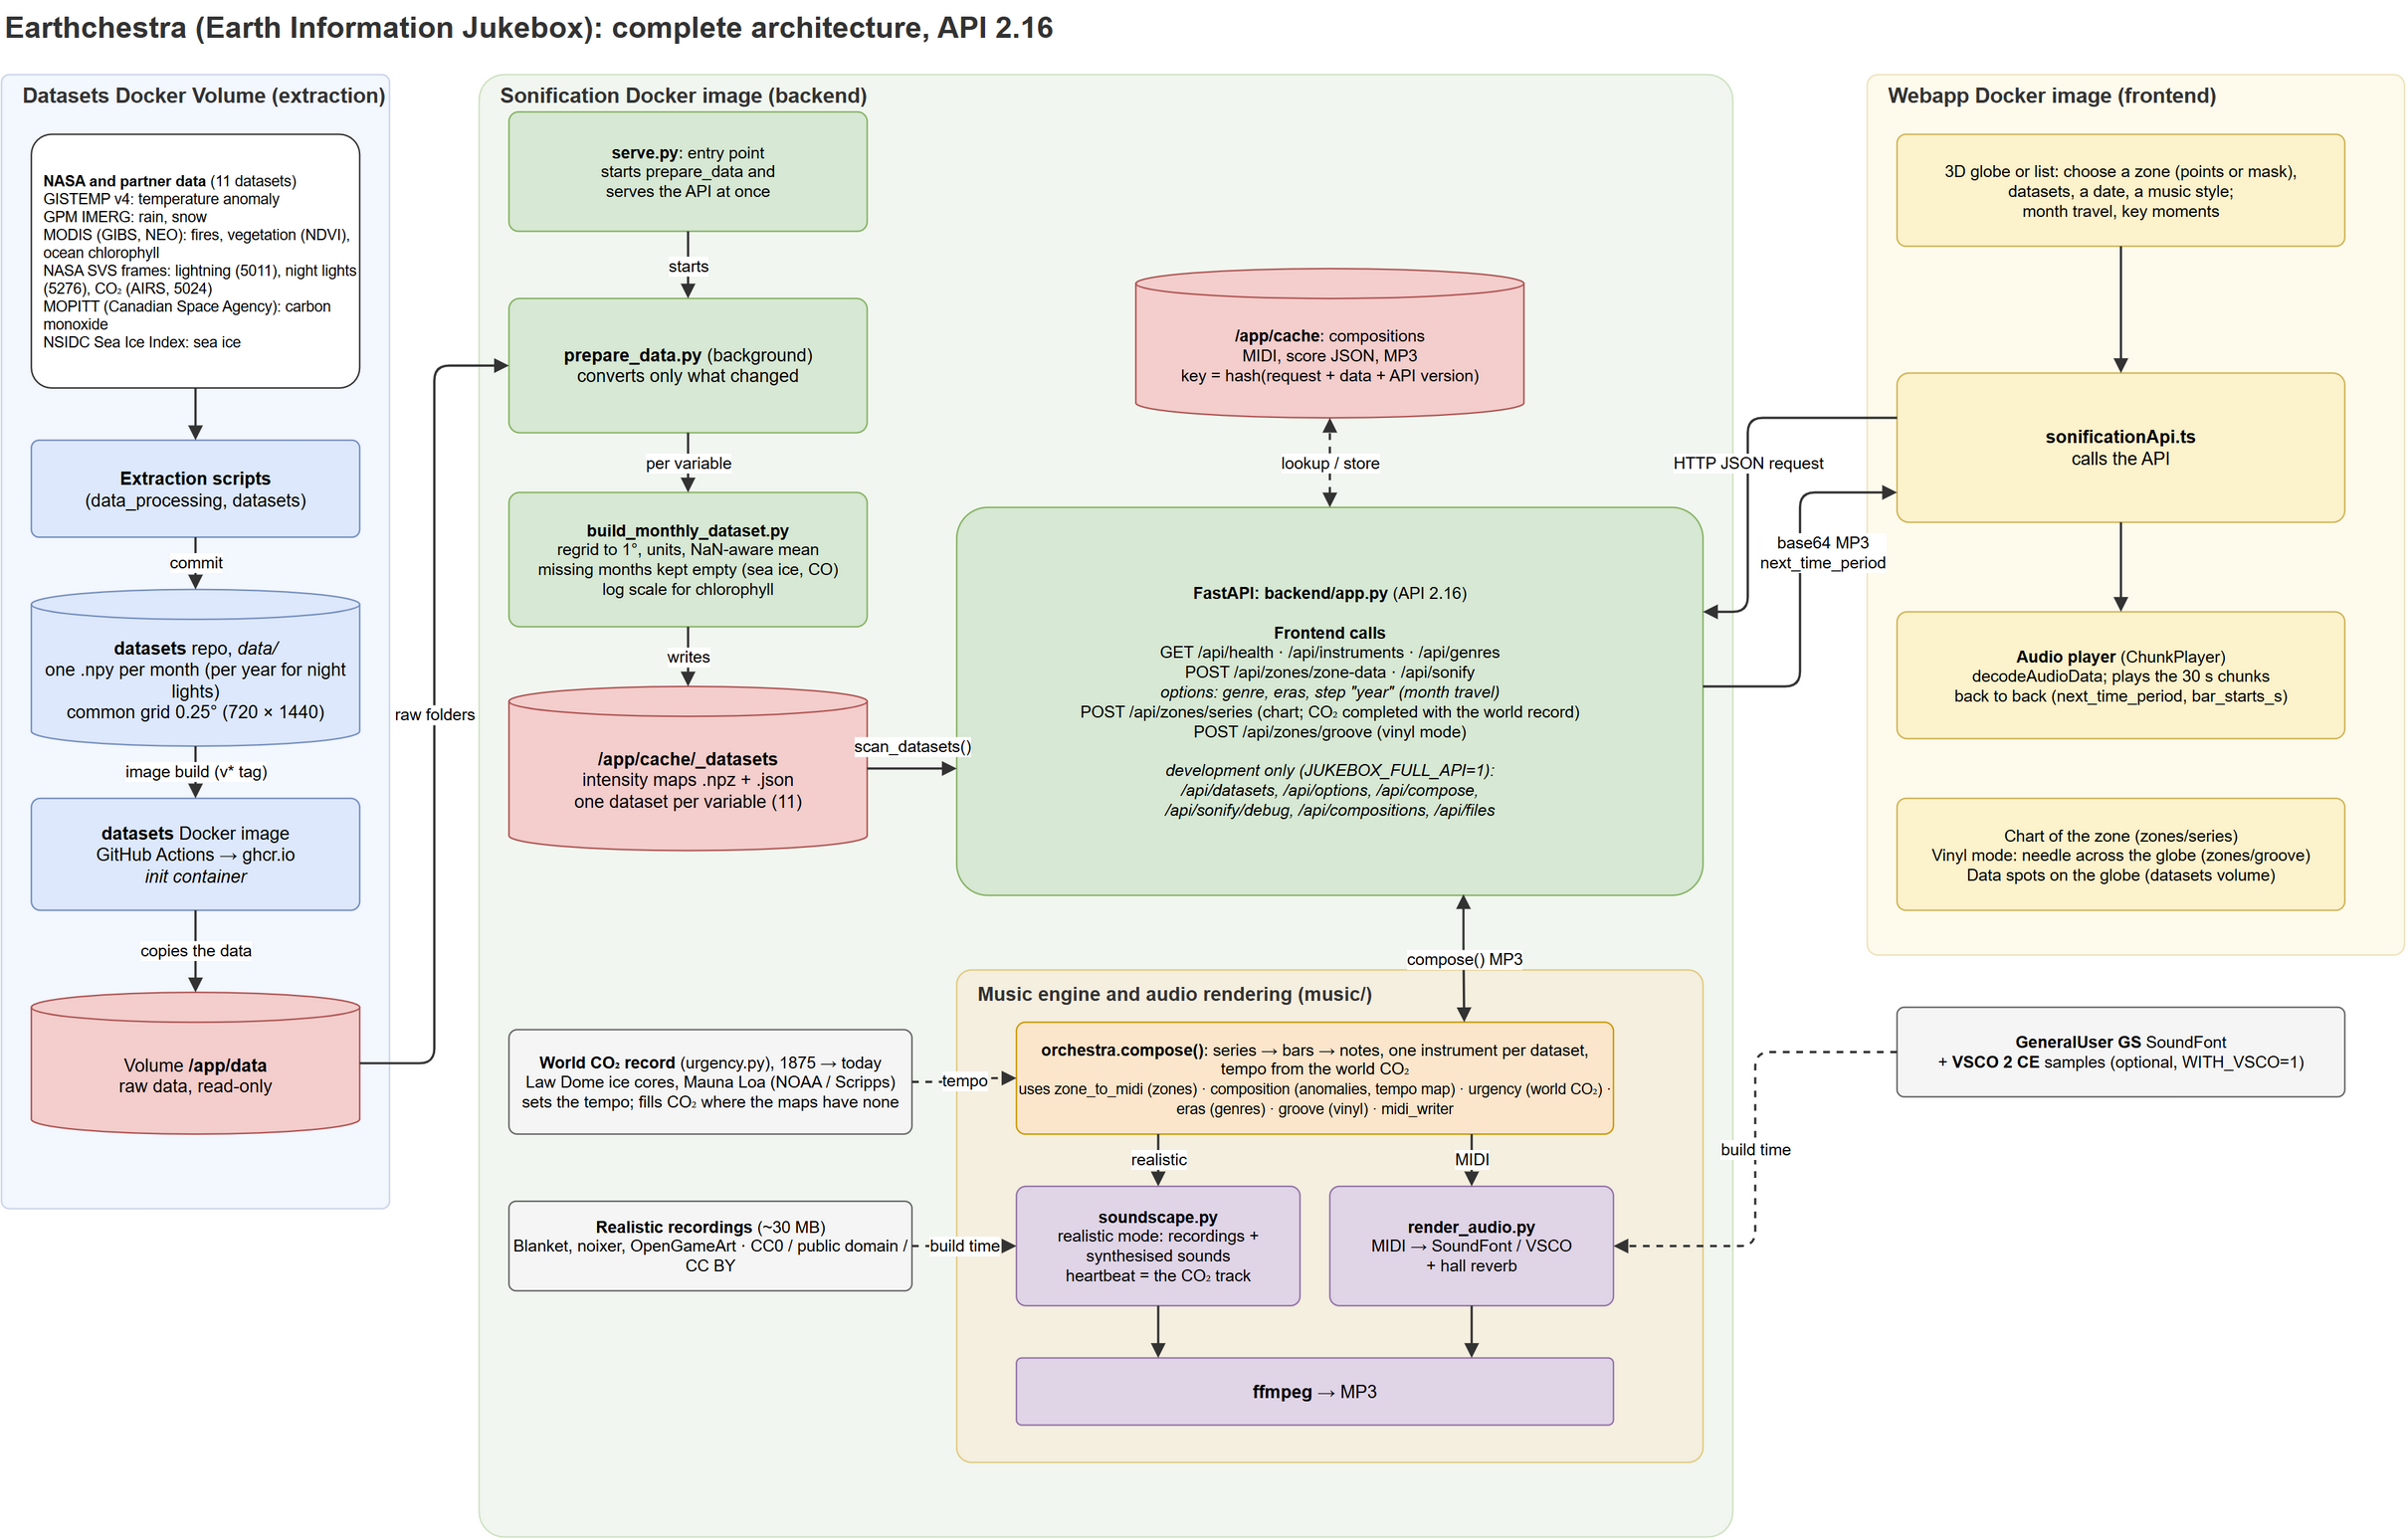 Earthchestra (Earth Information Jukebox): complete architecture, API 2.16
Datasets Docker Volume (extraction)
NASA and partner data (11 datasets)
GISTEMP v4: temperature anomaly
GPM IMERG: rain, snow
MODIS (GIBS, NEO): fires, vegetation (NDVI),
ocean chlorophyll
NASA SVS frames: lightning (5011), night lights
(5276), CO₂ (AIRS, 5024)
MOPITT (Canadian Space Agency): carbon
monoxide
NSIDC Sea Ice Index: sea ice
Extraction scripts
(data_processing, datasets)
commit
datasets repo, data/
one .npy per month (per year for night
lights)
common grid 0.25° (720 × 1440)
image build (v* tag)
datasets Docker image
GitHub Actions → ghcr.io
init container
copies the data
Volume /app/data
raw data, read-only
raw folders
Sonification Docker image (backend)
serve.py: entry point
starts prepare_data and
serves the API at once
starts
prepare_data.py (background)
converts only what changed
per variable
build_monthly_dataset.py
regrid to 1°, units, NaN-aware mean
missing months kept empty (sea ice, CO)
log scale for chlorophyll
writes
/app/cache/_datasets
intensity maps .npz + .json
one dataset per variable (11)
scan_datasets()
/app/cache: compositions
MIDI, score JSON, MP3
key = hash(request + data + API version)
lookup / store
FastAPI: backend/app.py (API 2.16)
Frontend calls
GET /api/health · /api/instruments · /api/genres
POST /api/zones/zone-data · /api/sonify
options: genre, eras, step "year" (month travel)
POST /api/zones/series (chart; CO₂ completed with the world record)
POST /api/zones/groove (vinyl mode)
development only (JUKEBOX_FULL_API=1):
/api/datasets, /api/options, /api/compose,
/api/sonify/debug, /api/compositions, /api/files
compose() MP3
Music engine and audio rendering (music/)
orchestra.compose(): series → bars → notes, one instrument per dataset,
tempo from the world CO₂
uses zone_to_midi (zones) · composition (anomalies, tempo map) · urgency (world CO₂) ·
eras (genres) · groove (vinyl) · midi_writer
World CO₂ record (urgency.py), 1875 → today
Law Dome ice cores, Mauna Loa (NOAA / Scripps)
sets the tempo; fills CO₂ where the maps have none
tempo
realistic
MIDI
Realistic recordings (~30 MB)
Blanket, noixer, OpenGameArt · CC0 / public domain /
CC BY
build time
soundscape.py
realistic mode: recordings +
synthesised sounds
heartbeat = the CO₂ track
render_audio.py
MIDI → SoundFont / VSCO
+ hall reverb
ffmpeg → MP3
Webapp Docker image (frontend)
3D globe or list: choose a zone (points or mask),
datasets, a date, a music style;
month travel, key moments
sonificationApi.ts
calls the API
HTTP JSON request
base64 MP3
next_time_period
Audio player (ChunkPlayer)
decodeAudioData; plays the 30 s chunks
back to back (next_time_period, bar_starts_s)
Chart of the zone (zones/series)
Vinyl mode: needle across the globe (zones/groove)
Data spots on the globe (datasets volume)
GeneralUser GS SoundFont
+ VSCO 2 CE samples (optional, WITH_VSCO=1)
build time